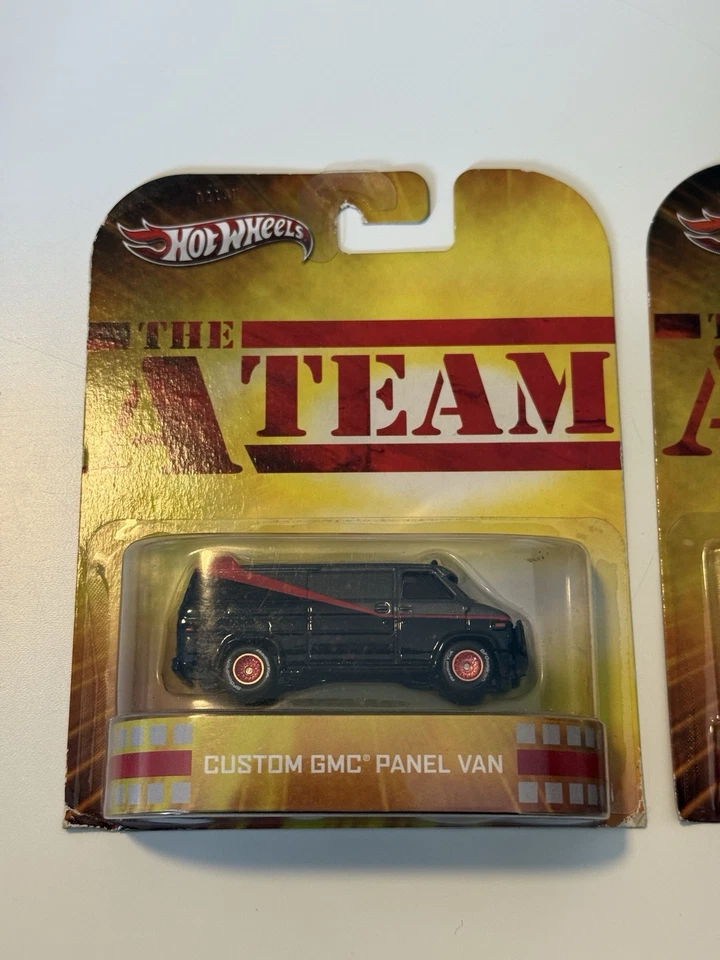 HOT WHEELS
THE
A TEAM
CUSTOM GMC® PANEL VAN